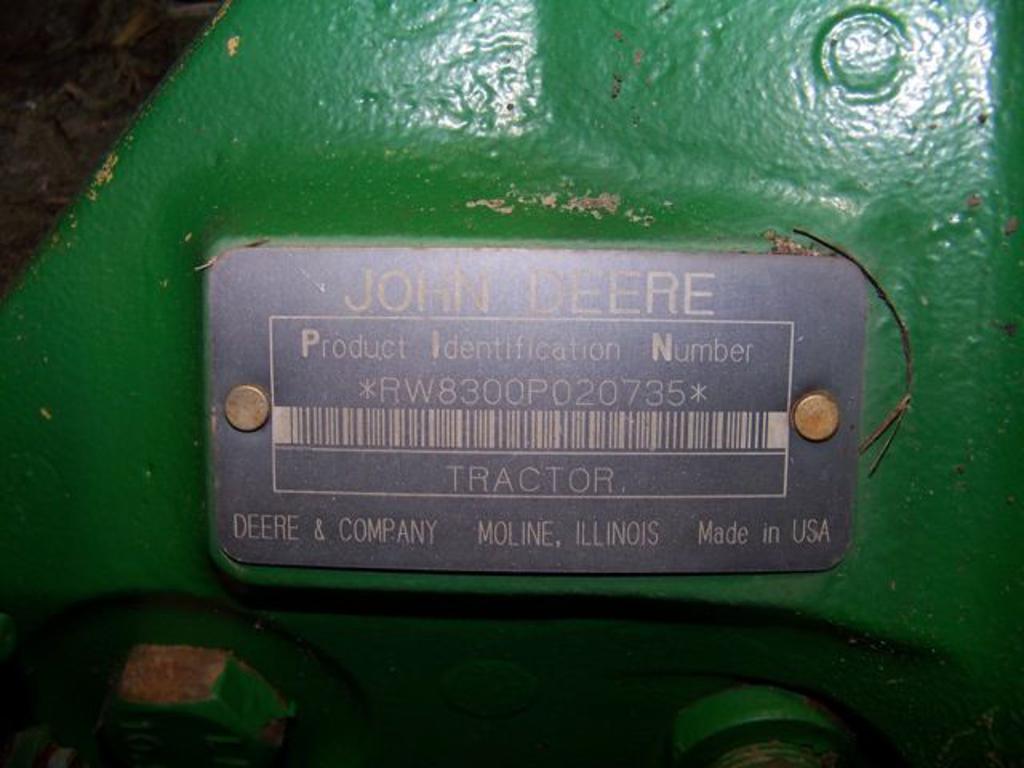 JOHN DEERE
Product Identification Number
*RW8300P020735*
TRACTOR
DEERE & COMPANY MOLINE, ILLINOIS Made in USA